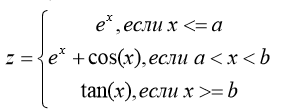 e^x, если x <= a
z = { e^x + cos(x), если a < x < b
tan(x), если x >= b